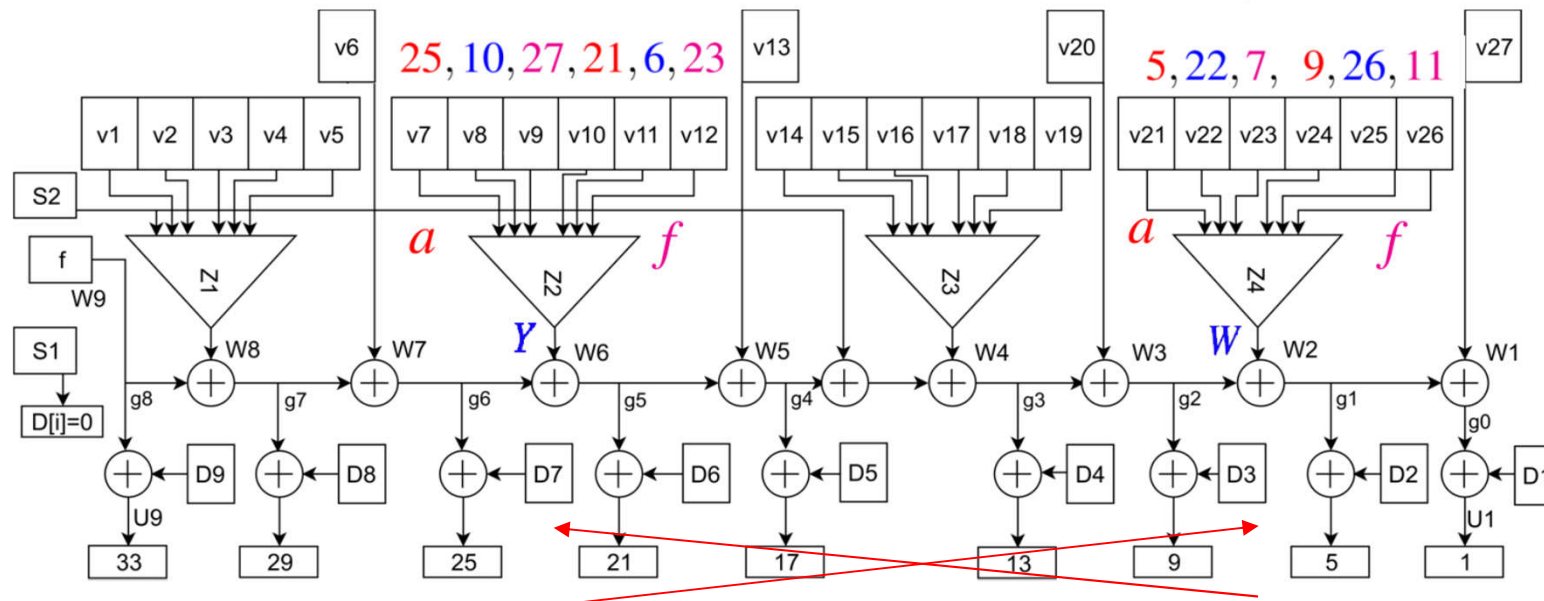 v6
25, 10, 27, 21, 6, 23
v13
v20
5, 22, 7, 9, 26, 11
v27
v1 v2 v3 v4 v5
v7 v8 v9 v10 v11 v12
v14 v15 v16 v17 v18 v19
v21 v22 v23 v24 v25 v26
S2
a f
a f
f
Z1 Z2 Z3 Z4
W9
S1
Y
W
W8 W7 W6 W5 W4 W3 W2 W1
D[i]=0
g8 g7 g6 g5 g4 g3 g2 g1 g0
D9 D8 D7 D6 D5 D4 D3 D2 D1
U9 U1
33 29 25 21 17 13 9 5 1